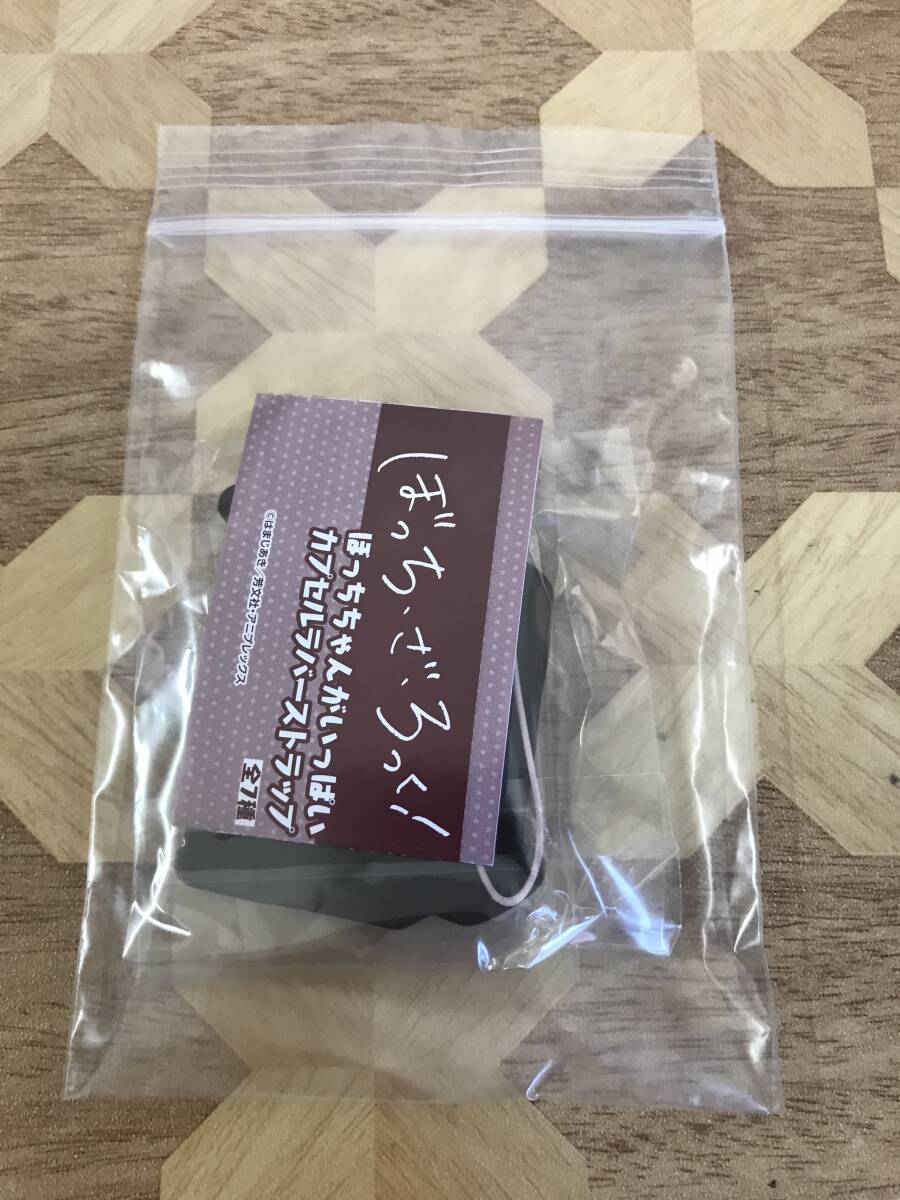 ぼっち・ざ・ろっく!
ぼっちちゃんがいっぱい
カプセルラバーストラップ
全7種
©はまじあき/芳文社・アニプレックス